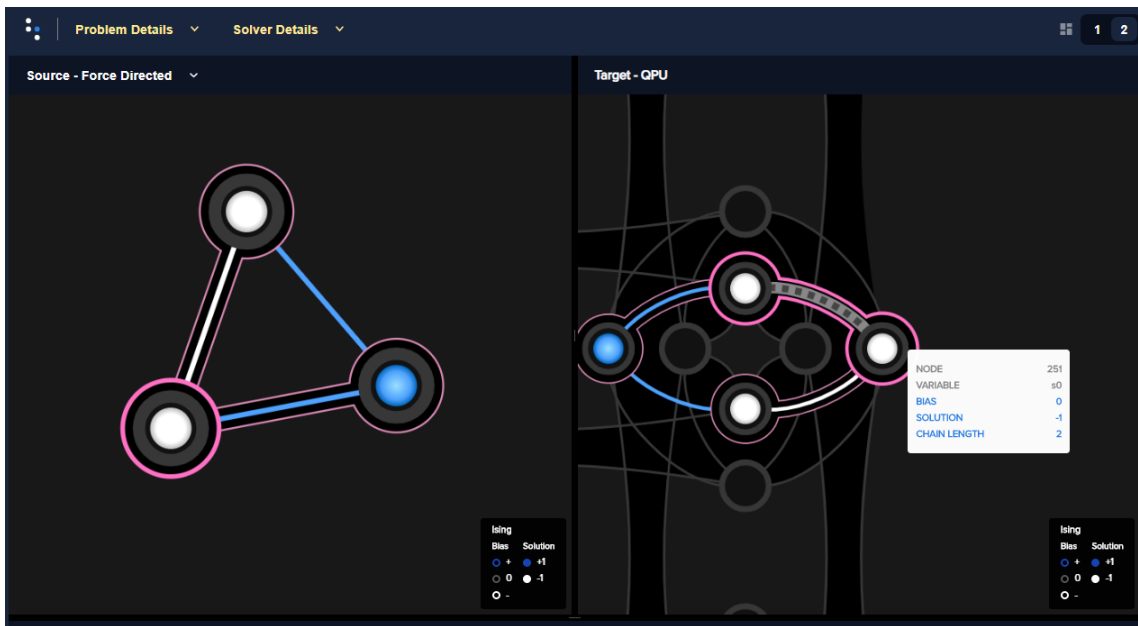 Problem Details Solver Details 1 2
Source - Force Directed
Target - QPU
NODE 251
VARIABLE s0
BIAS 0
SOLUTION -1
CHAIN LENGTH 2
Ising
Bias Solution
+ +1
0 -1
-
Ising
Bias Solution
+ +1
0 -1
-